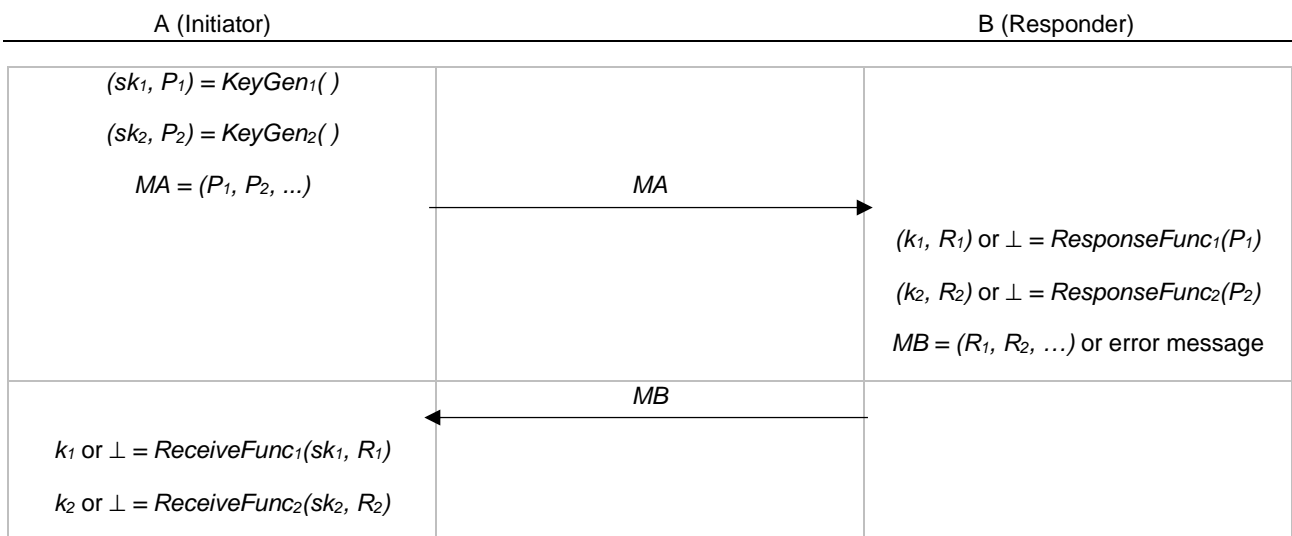 A (Initiator) B (Responder)
(sk₁, P₁) = KeyGen₁( )
(sk₂, P₂) = KeyGen₂( )
MA = (P₁, P₂, ...) MA
(k₁, R₁) or ⊥ = ResponseFunc₁(P₁)
(k₂, R₂) or ⊥ = ResponseFunc₂(P₂)
MB = (R₁, R₂, …) or error message
MB
k₁ or ⊥ = ReceiveFunc₁(sk₁, R₁)
k₂ or ⊥ = ReceiveFunc₂(sk₂, R₂)